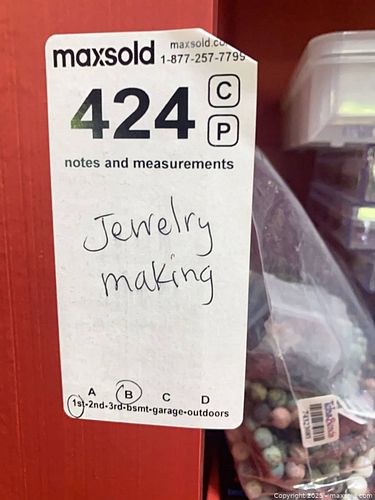 maxsold
maxsold.co
1-877-257-7799
424
C
P
notes and measurements
Jewelry
making
A B C D
1st-2nd-3rd-bsmt-garage-outdoors
Copyright 2025 - maxsold.com